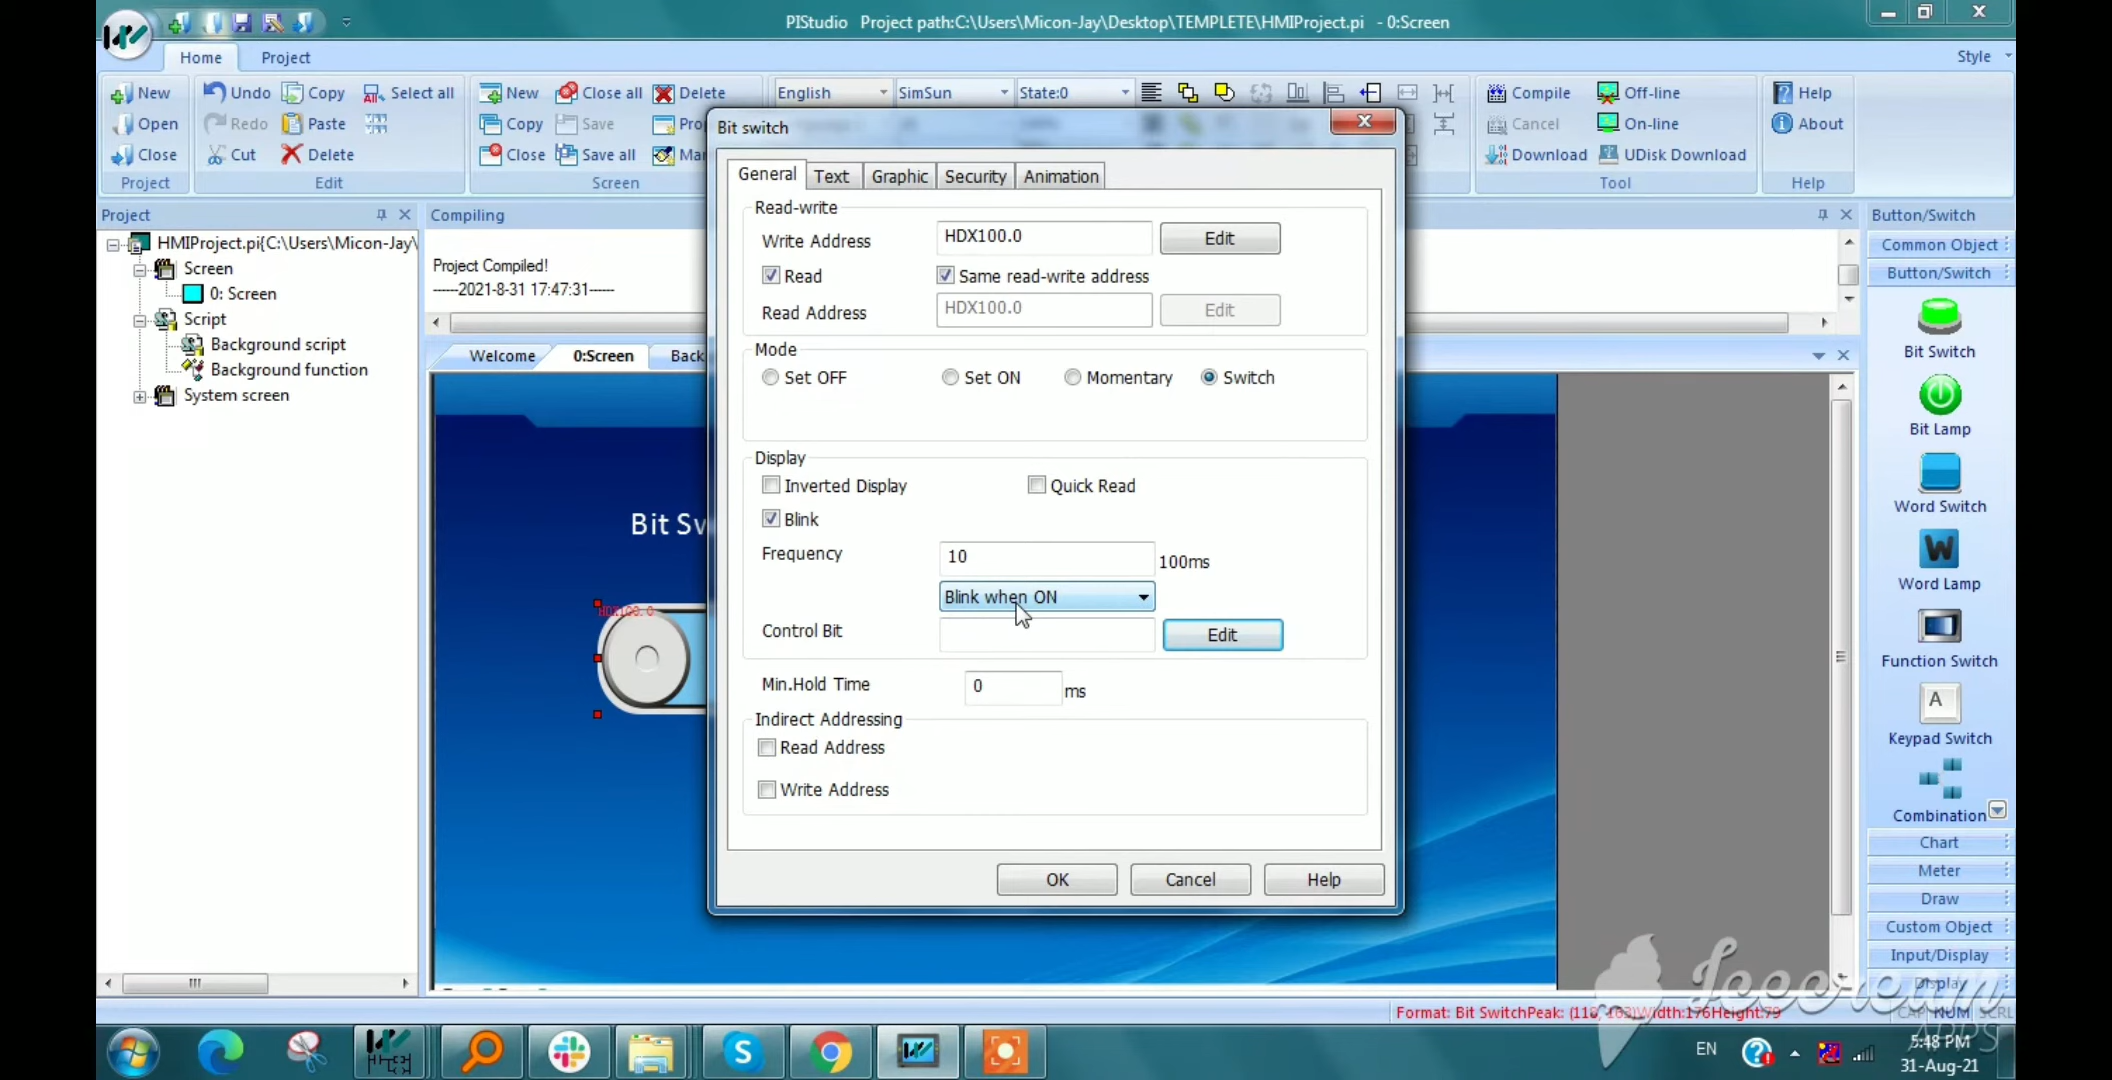 PIStudio Project path:C:\Users\Micon-Jay\Desktop\TEMPLETE\HMIProject.pi - 0:Screen
Home Project Style
New Undo Copy Select all New Close all Delete English SimSun State:0 Compile Off-line Help
Open Redo Paste Copy Save Cancel On-line About
Close Cut Delete Close Save all Download UDisk Download
Project Edit Screen Tool Help
Bit switch
General Text Graphic Security Animation
Read-write
Write Address HDX100.0 Edit
Read Same read-write address
Read Address HDX100.0 Edit
Mode
Set OFF Set ON Momentary Switch
Display
Inverted Display Quick Read
Blink
Frequency 10 100ms
Blink when ON
Control Bit Edit
Min.Hold Time 0 ms
Indirect Addressing
Read Address
Write Address
OK Cancel Help
Project
HMIProject.pi{C:\Users\Micon-Jay\
Screen
0: Screen
Script
Background script
Background function
System screen
Compiling
Project Compiled!
------2021-8-31 17:47:31------
Welcome 0:Screen Back
Bit Sw
HDX100.0
Button/Switch
Common Object
Button/Switch
Bit Switch
Bit Lamp
Word Switch
W
Word Lamp
Function Switch
A
Keypad Switch
Combination
Chart
Meter
Draw
Custom Object
Input/Display
Display
Icecream
APPS
NUM SCRL
EN
5:48 PM
31-Aug-21